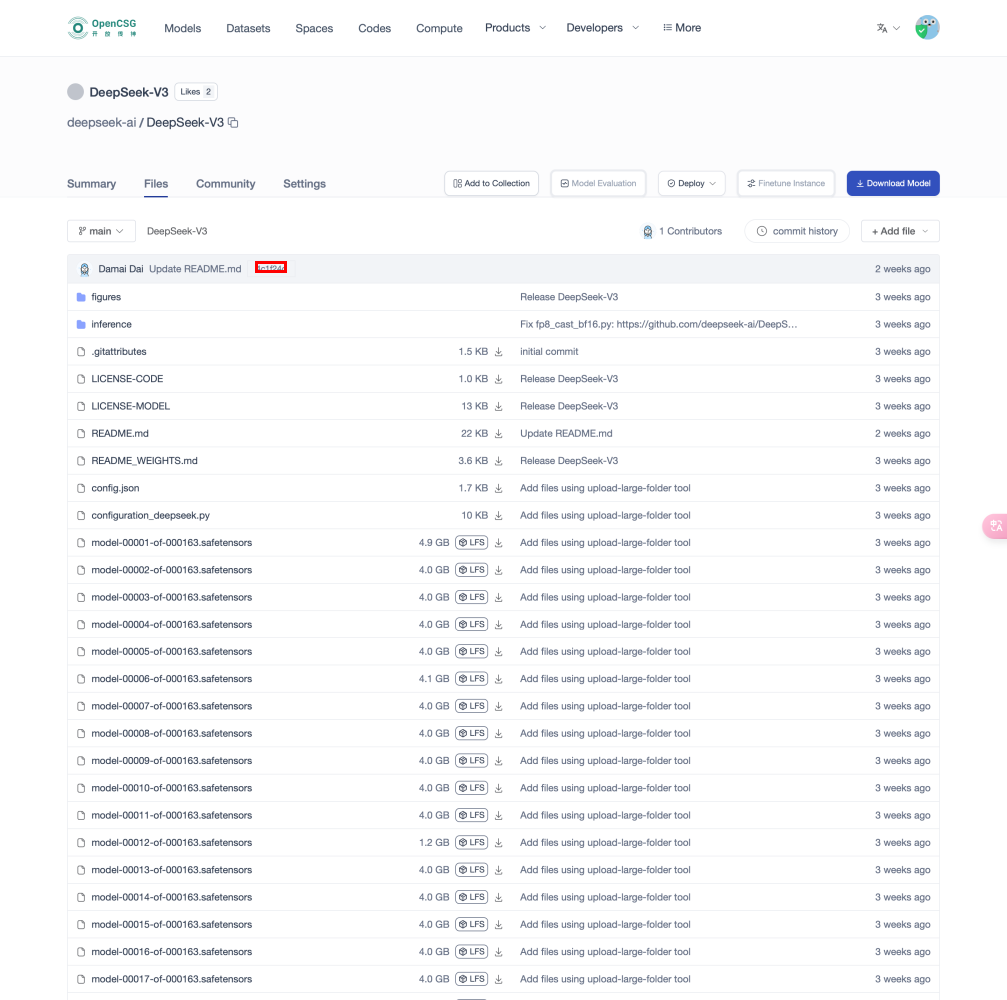 OpenCSG
开 放 传 神
Models Datasets Spaces Codes Compute Products Developers More
DeepSeek-V3 Likes 2
deepseek-ai / DeepSeek-V3
Summary Files Community Settings Add to Collection Model Evaluation Deploy Finetune Instance Download Model
main DeepSeek-V3 1 Contributors commit history + Add file
Damai Dai Update README.md 2 weeks ago
figures Release DeepSeek-V3 3 weeks ago
inference Fix fp8_cast_bf16.py: https://github.com/deepseek-ai/DeepS... 3 weeks ago
.gitattributes 1.5 KB initial commit 3 weeks ago
LICENSE-CODE 1.0 KB Release DeepSeek-V3 3 weeks ago
LICENSE-MODEL 13 KB Release DeepSeek-V3 3 weeks ago
README.md 22 KB Update README.md 2 weeks ago
README_WEIGHTS.md 3.6 KB Release DeepSeek-V3 3 weeks ago
config.json 1.7 KB Add files using upload-large-folder tool 3 weeks ago
configuration_deepseek.py 10 KB Add files using upload-large-folder tool 3 weeks ago
model-00001-of-000163.safetensors 4.9 GB LFS Add files using upload-large-folder tool 3 weeks ago
model-00002-of-000163.safetensors 4.0 GB LFS Add files using upload-large-folder tool 3 weeks ago
model-00003-of-000163.safetensors 4.0 GB LFS Add files using upload-large-folder tool 3 weeks ago
model-00004-of-000163.safetensors 4.0 GB LFS Add files using upload-large-folder tool 3 weeks ago
model-00005-of-000163.safetensors 4.0 GB LFS Add files using upload-large-folder tool 3 weeks ago
model-00006-of-000163.safetensors 4.1 GB LFS Add files using upload-large-folder tool 3 weeks ago
model-00007-of-000163.safetensors 4.0 GB LFS Add files using upload-large-folder tool 3 weeks ago
model-00008-of-000163.safetensors 4.0 GB LFS Add files using upload-large-folder tool 3 weeks ago
model-00009-of-000163.safetensors 4.0 GB LFS Add files using upload-large-folder tool 3 weeks ago
model-00010-of-000163.safetensors 4.0 GB LFS Add files using upload-large-folder tool 3 weeks ago
model-00011-of-000163.safetensors 4.0 GB LFS Add files using upload-large-folder tool 3 weeks ago
model-00012-of-000163.safetensors 1.2 GB LFS Add files using upload-large-folder tool 3 weeks ago
model-00013-of-000163.safetensors 4.0 GB LFS Add files using upload-large-folder tool 3 weeks ago
model-00014-of-000163.safetensors 4.0 GB LFS Add files using upload-large-folder tool 3 weeks ago
model-00015-of-000163.safetensors 4.0 GB LFS Add files using upload-large-folder tool 3 weeks ago
model-00016-of-000163.safetensors 4.0 GB LFS Add files using upload-large-folder tool 3 weeks ago
model-00017-of-000163.safetensors 4.0 GB LFS Add files using upload-large-folder tool 3 weeks ago